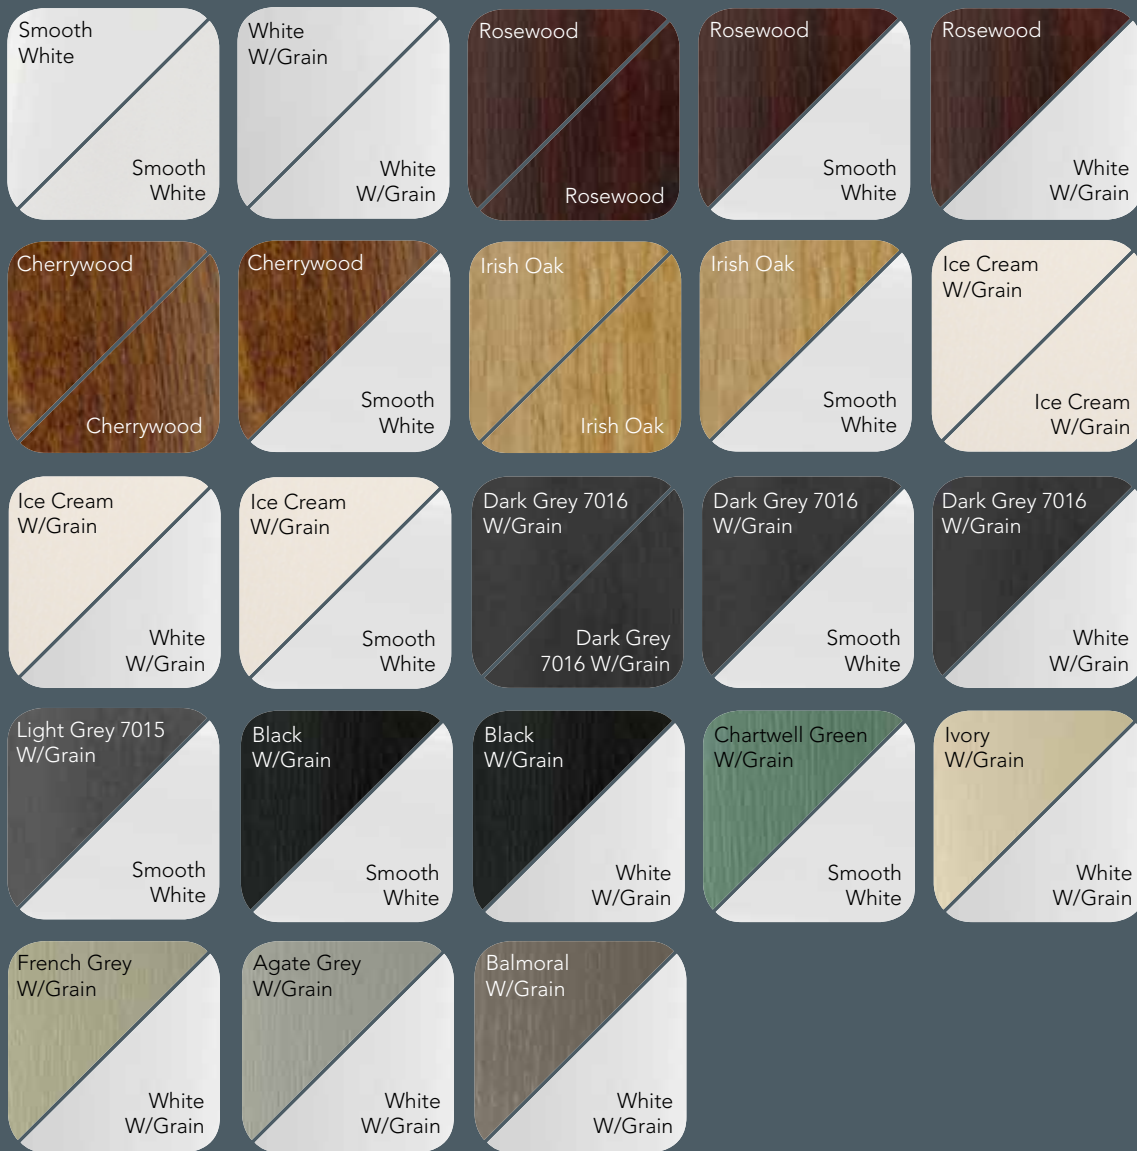 Smooth
White
Smooth
White
White
W/Grain
White
W/Grain
Rosewood
Rosewood
Rosewood
Smooth
White
Rosewood
White
W/Grain
Cherrywood
Cherrywood
Cherrywood
Smooth
White
Irish Oak
Irish Oak
Irish Oak
Smooth
White
Ice Cream
W/Grain
Ice Cream
W/Grain
Ice Cream
W/Grain
White
W/Grain
Ice Cream
W/Grain
Smooth
White
Dark Grey 7016
W/Grain
Dark Grey
7016 W/Grain
Dark Grey 7016
W/Grain
Smooth
White
Dark Grey 7016
W/Grain
White
W/Grain
Light Grey 7015
W/Grain
Smooth
White
Black
W/Grain
Smooth
White
Black
W/Grain
White
W/Grain
Chartwell Green
W/Grain
Smooth
White
Ivory
W/Grain
White
W/Grain
French Grey
W/Grain
White
W/Grain
Agate Grey
W/Grain
White
W/Grain
Balmoral
W/Grain
White
W/Grain